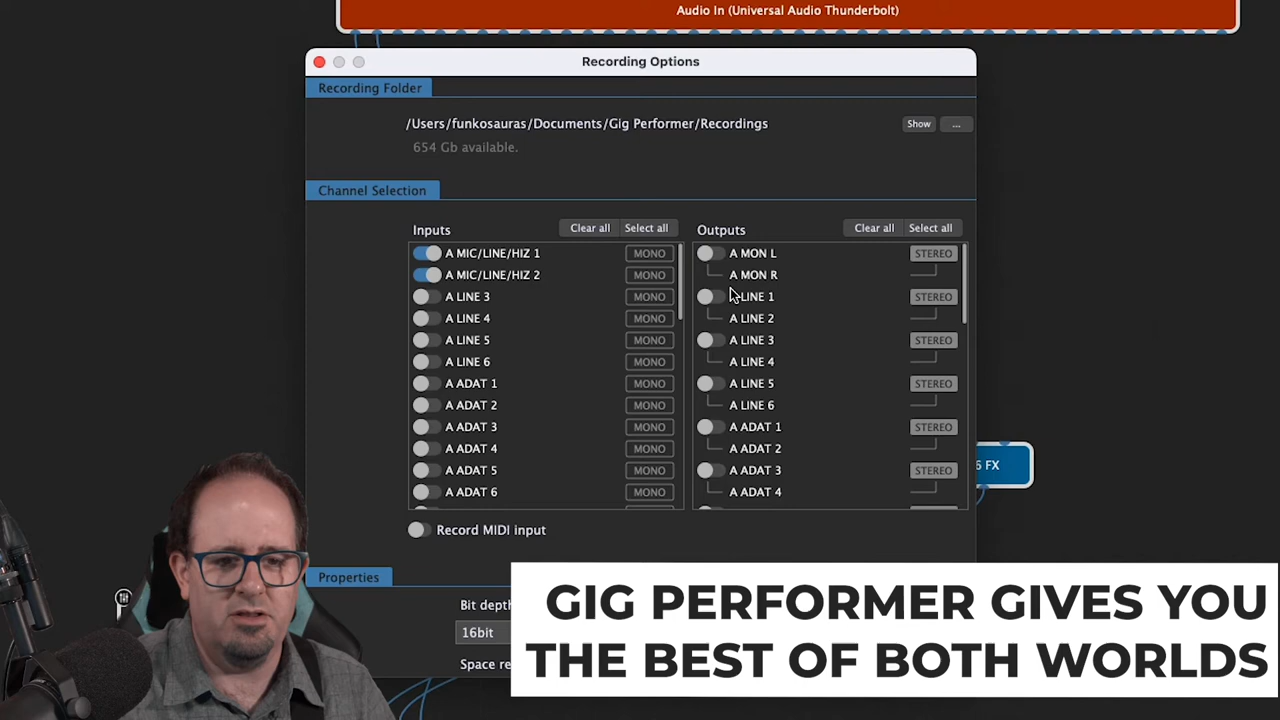 Audio In (Universal Audio Thunderbolt)
Recording Options
Recording Folder
/Users/funkosauras/Documents/Gig Performer/Recordings
Show
...
654 Gb available.
Channel Selection
Inputs
Clear all
Select all
A MIC/LINE/HIZ 1 MONO
A MIC/LINE/HIZ 2 MONO
A LINE 3 MONO
A LINE 4 MONO
A LINE 5 MONO
A LINE 6 MONO
A ADAT 1 MONO
A ADAT 2 MONO
A ADAT 3 MONO
A ADAT 4 MONO
A ADAT 5 MONO
A ADAT 6 MONO
Outputs
Clear all
Select all
A MON L STEREO
A MON R
LINE 1 STEREO
A LINE 2
A LINE 3 STEREO
A LINE 4
A LINE 5 STEREO
A LINE 6
A ADAT 1 STEREO
A ADAT 2
A ADAT 3 STEREO
A ADAT 4
Record MIDI input
Properties
Bit depth
16bit
Space
FX
GIG PERFORMER GIVES YOU
THE BEST OF BOTH WORLDS